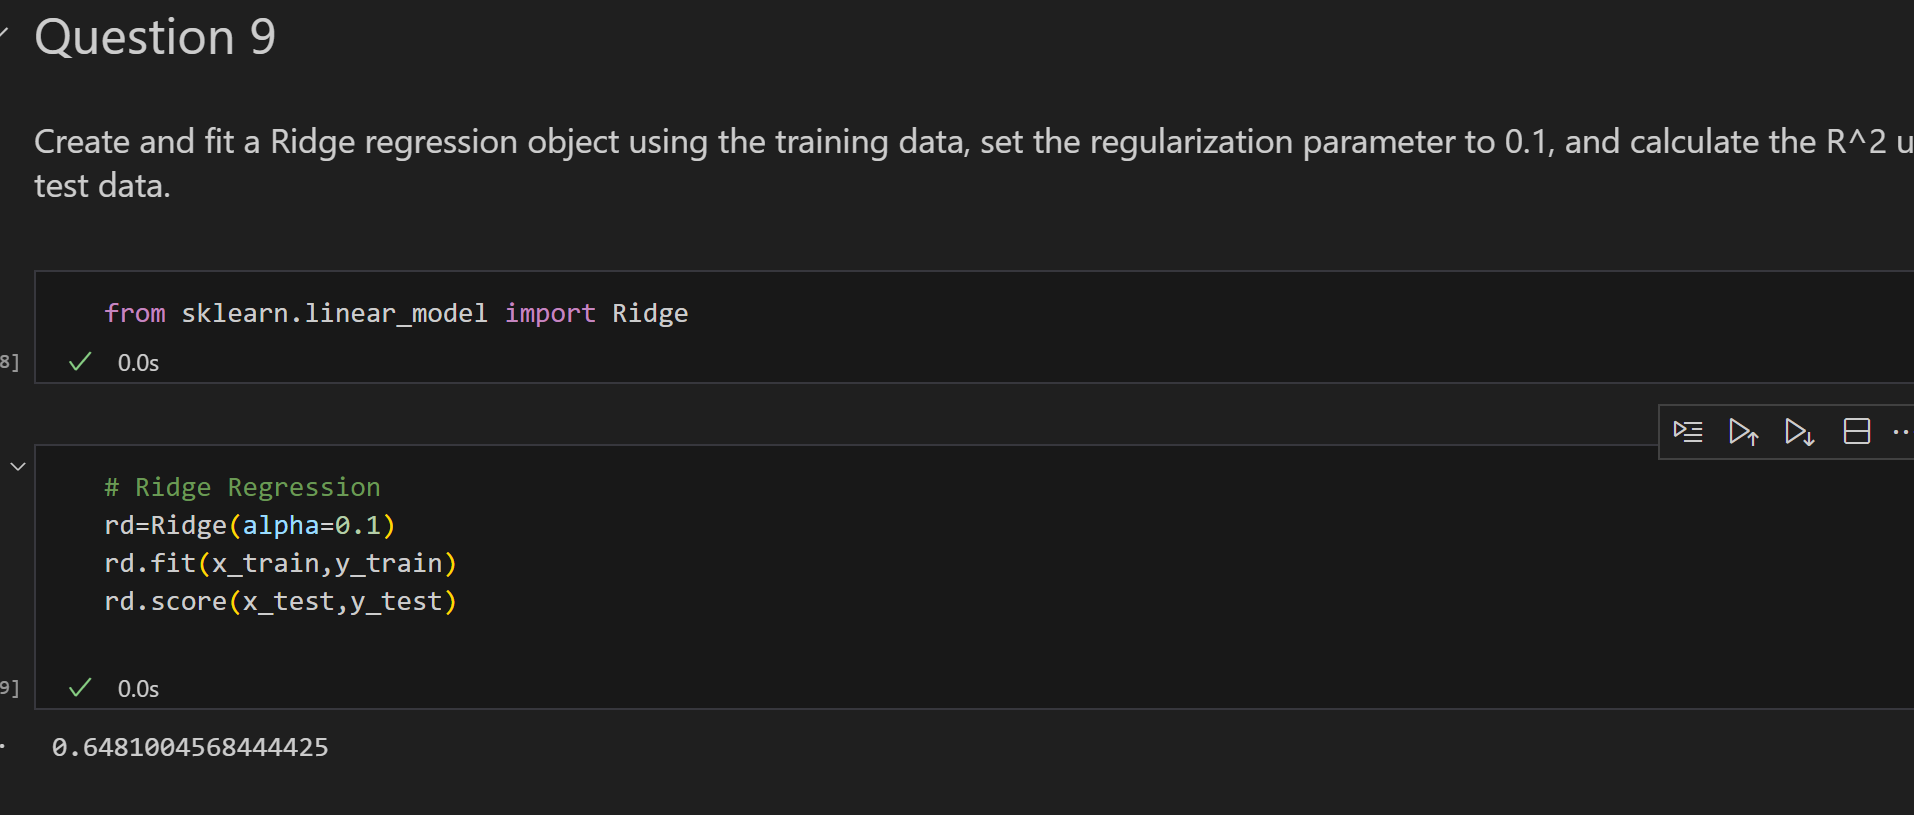 Question 9
Create and fit a Ridge regression object using the training data, set the regularization parameter to 0.1, and calculate the R^2 u
test data.
from sklearn.linear_model import Ridge
8]
0.0s
# Ridge Regression
rd=Ridge(alpha=0.1)
rd.fit(x_train,y_train)
rd.score(x_test,y_test)
9]
0.0s
0.6481004568444425